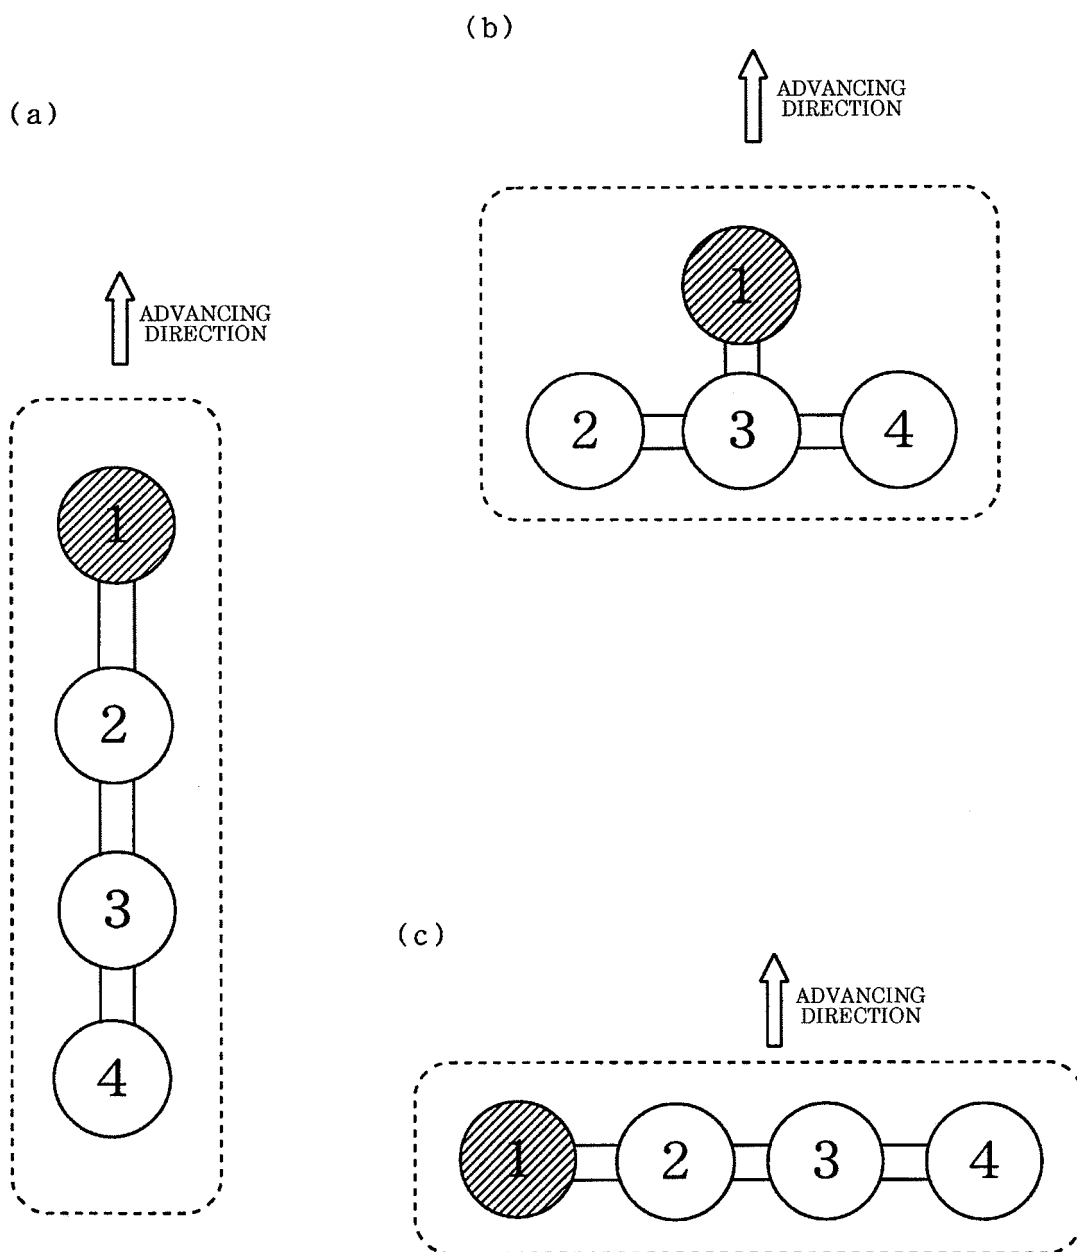 (a)
ADVANCING
DIRECTION
1
2
3
4
(b)
ADVANCING
DIRECTION
1
2 3 4
(c)
ADVANCING
DIRECTION
1 2 3 4